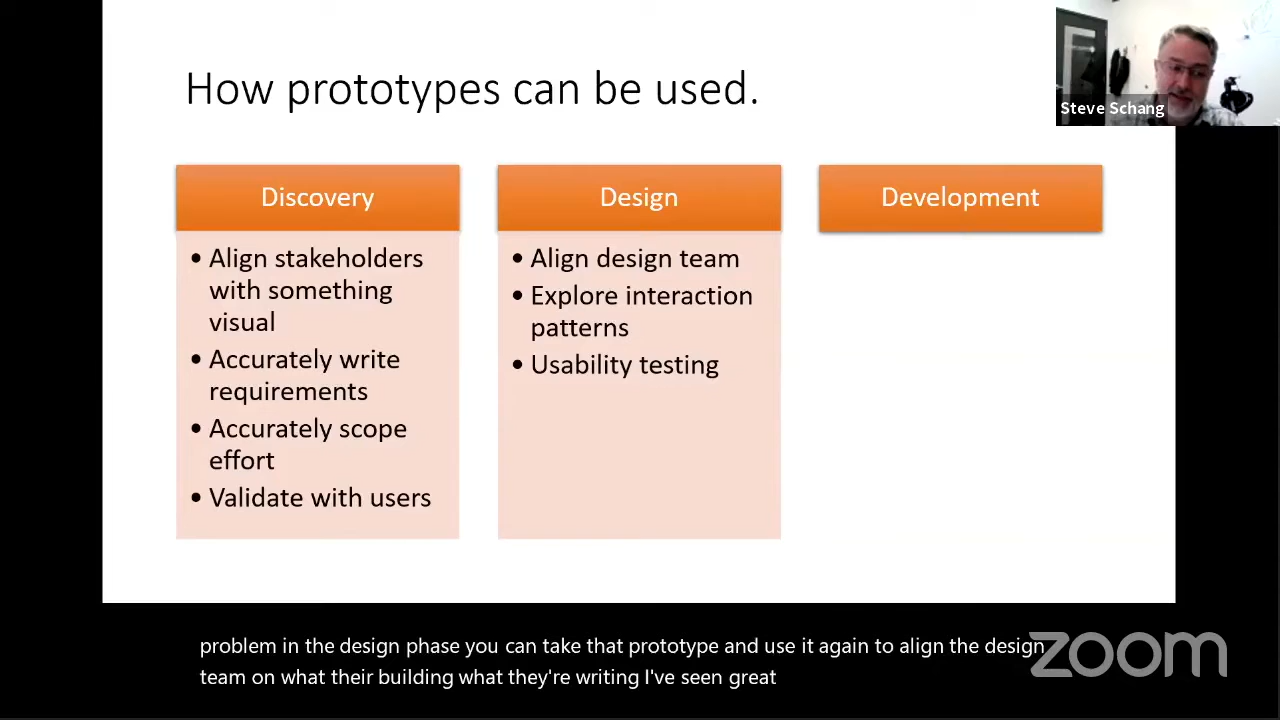 How prototypes can be used.
Steve Schang
Discovery
• Align stakeholders
with something
visual
• Accurately write
requirements
• Accurately scope
effort
• Validate with users
Design
• Align design team
• Explore interaction
patterns
• Usability testing
Development
problem in the design phase you can take that prototype and use it again to align the design
team on what their building what they're writing I've seen great
zoom